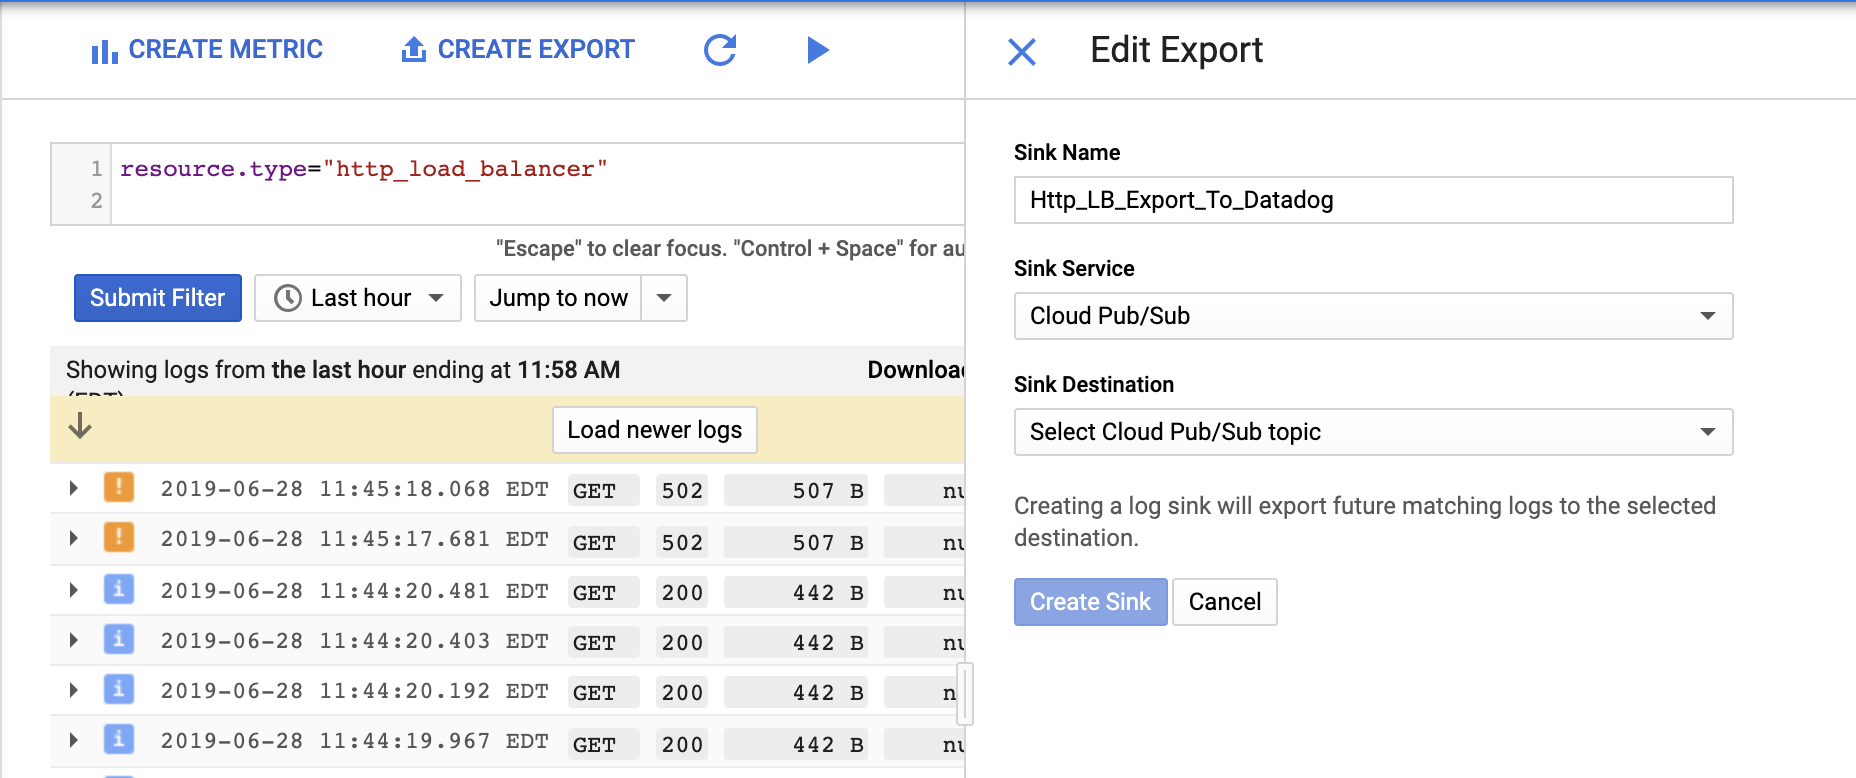 CREATE METRIC CREATE EXPORT
1 resource.type="http_load_balancer"
2
"Escape" to clear focus. "Control + Space" for au
Submit Filter Last hour Jump to now
Showing logs from the last hour ending at 11:58 AM
(EDT) Download
Load newer logs
! 2019-06-28 11:45:18.068 EDT GET 502 507 B nu
! 2019-06-28 11:45:17.681 EDT GET 502 507 B nu
i 2019-06-28 11:44:20.481 EDT GET 200 442 B nu
i 2019-06-28 11:44:20.403 EDT GET 200 442 B nu
i 2019-06-28 11:44:20.192 EDT GET 200 442 B n
i 2019-06-28 11:44:19.967 EDT GET 200 442 B nu
Edit Export
Sink Name
Http_LB_Export_To_Datadog
Sink Service
Cloud Pub/Sub
Sink Destination
Select Cloud Pub/Sub topic
Creating a log sink will export future matching logs to the selected
destination.
Create Sink Cancel